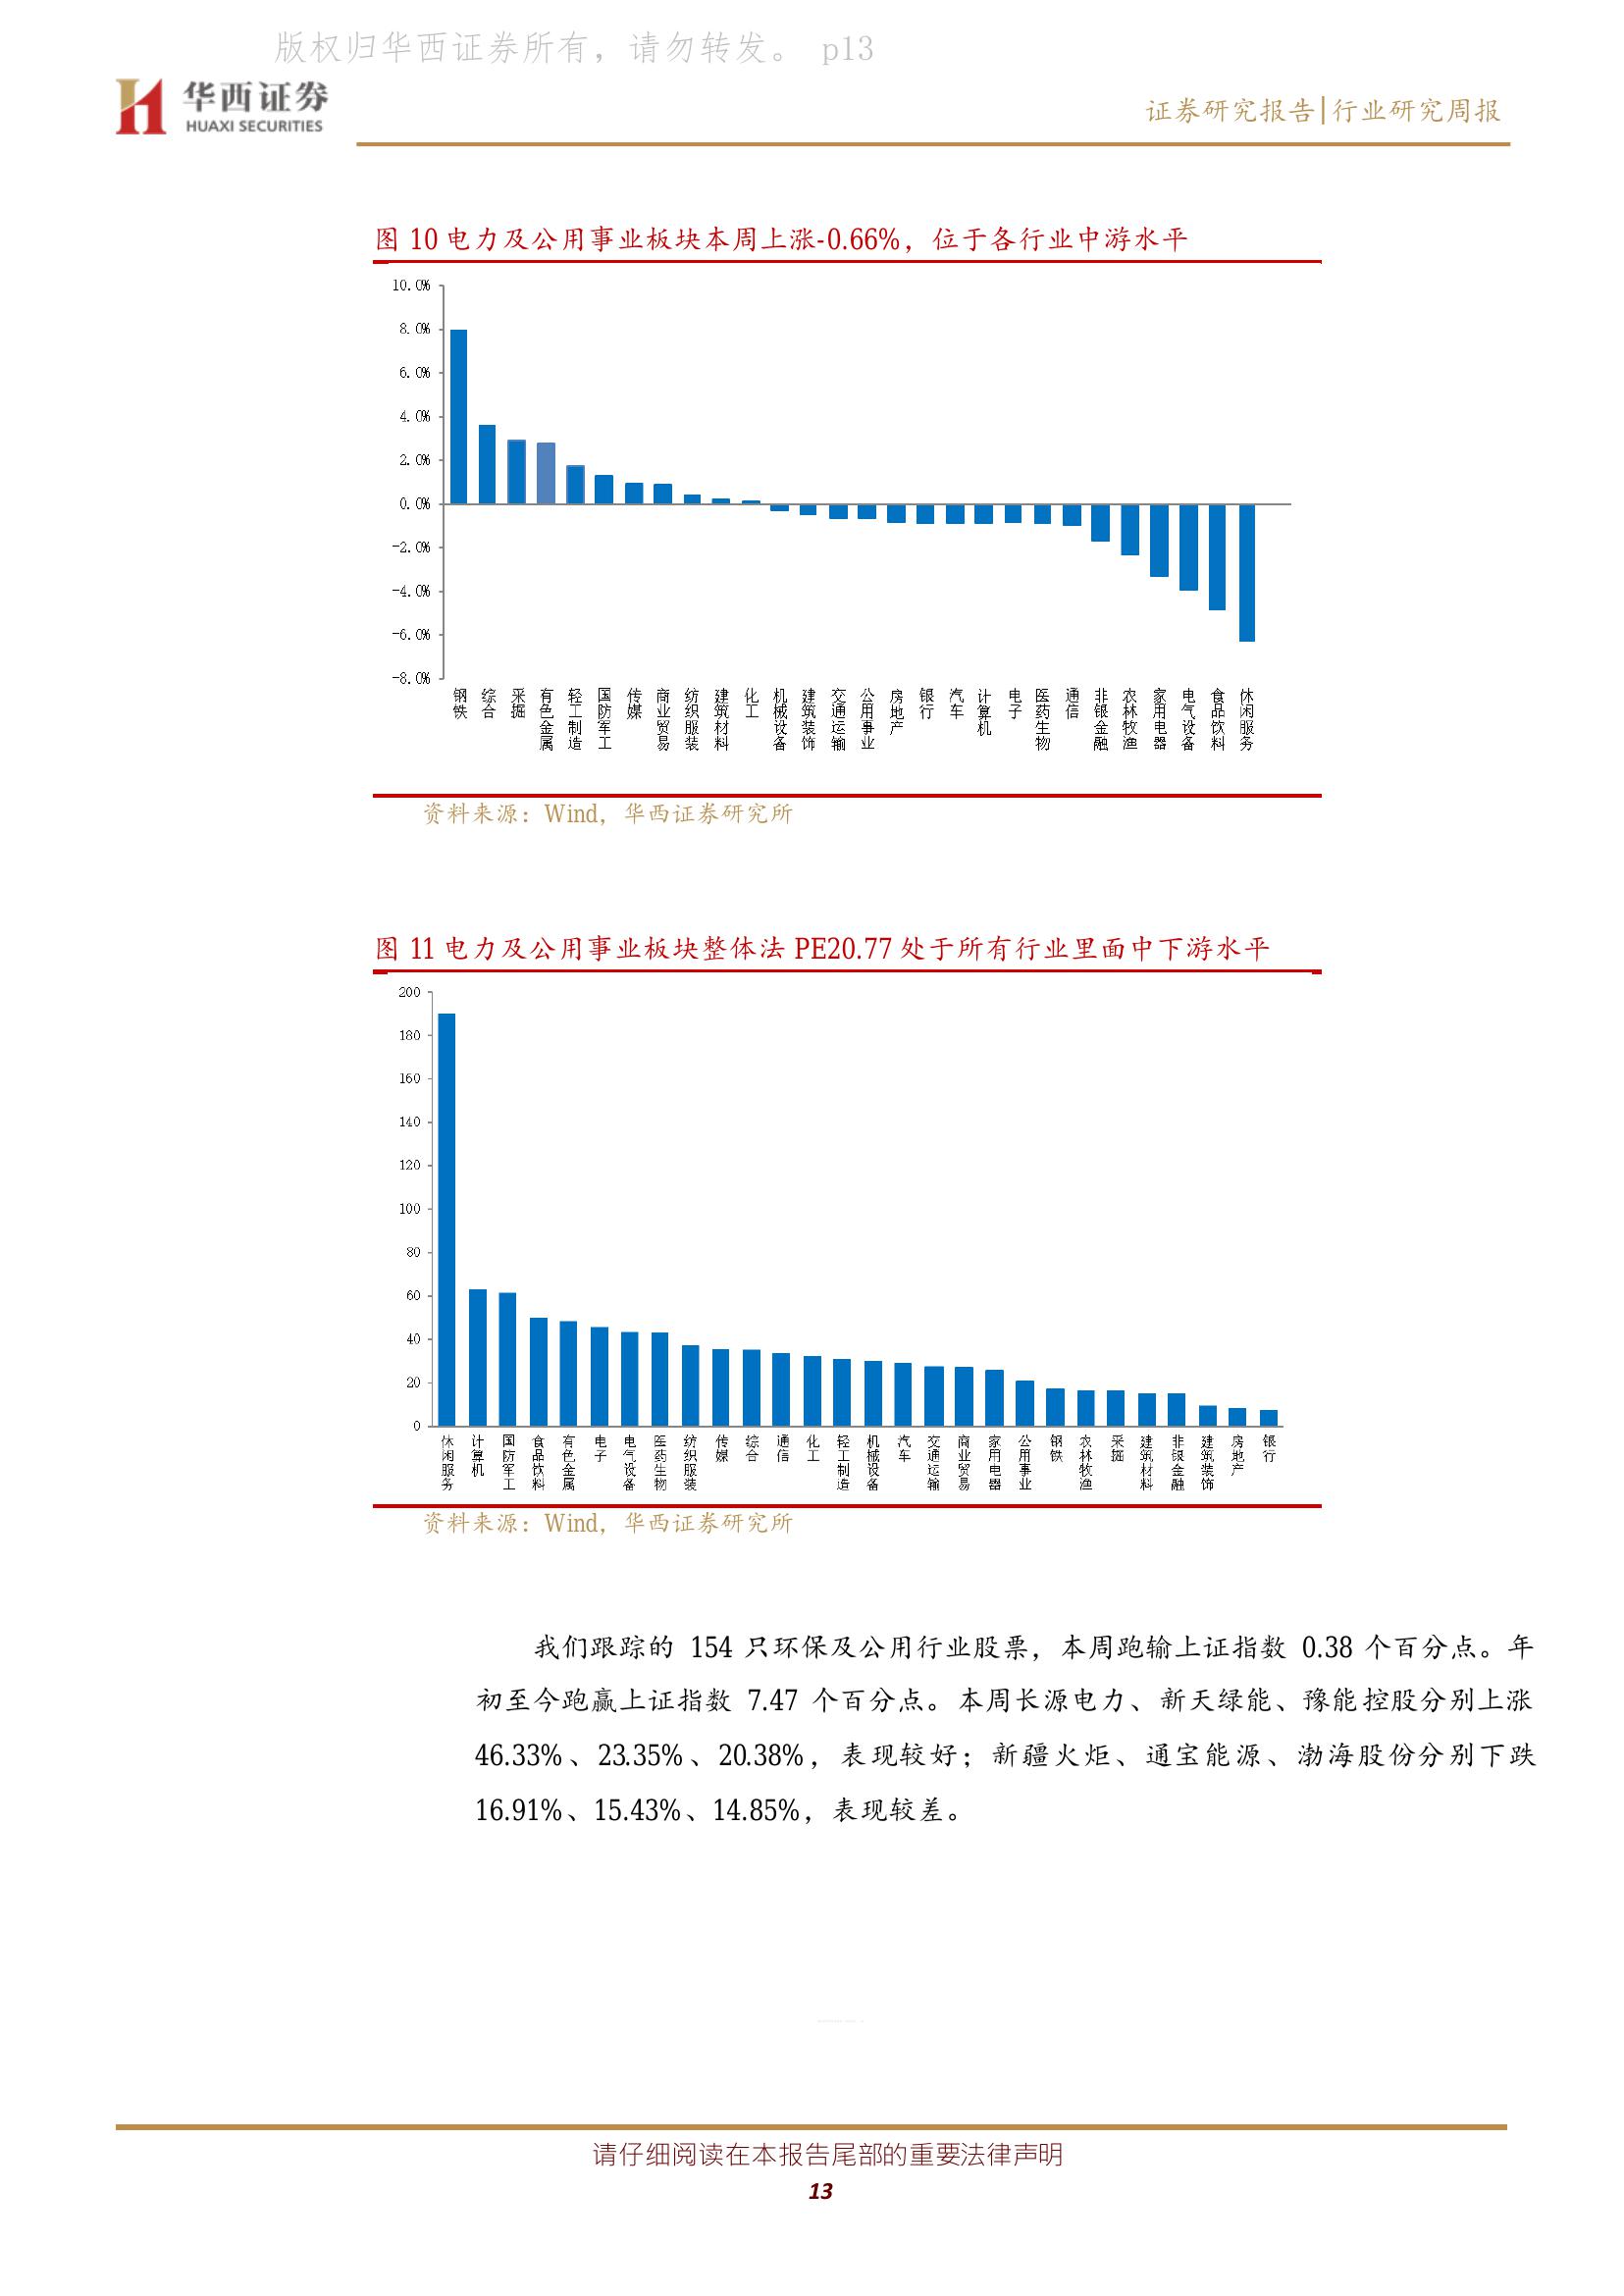 版权归华西证券所有，请勿转发。 p13
华西证券
HUAXI SECURITIES
证券研究报告|行业研究周报
图 10 电力及公用事业板块本周上涨-0.66%，位于各行业中游水平
10.0%
8.0%
6.0%
4.0%
2.0%
0.0%
-2.0%
-4.0%
-6.0%
-8.0%
钢铁
综合
采掘
有色金属
轻工制造
国防军工
传媒
商业贸易
纺织服装
建筑材料
化工
机械设备
建筑装饰
交通运输
公用事业
房地产
银行
汽车
计算机
电子
医药生物
通信
非银金融
农林牧渔
家用电器
电气设备
食品饮料
休闲服务
资料来源：Wind，华西证券研究所
图 11 电力及公用事业板块整体法 PE20.77 处于所有行业里面中下游水平
200
180
160
140
120
100
80
60
40
20
0
休闲服务
计算机
国防军工
食品饮料
有色金属
电子
电气设备
医药生物
纺织服装
传媒
综合
通信
化工
轻工制造
机械设备
汽车
交通运输
商业贸易
家用电器
公用事业
钢铁
农林牧渔
采掘
建筑材料
非银金融
建筑装饰
房地产
银行
资料来源：Wind，华西证券研究所
我们跟踪的 154 只环保及公用行业股票，本周跑输上证指数 0.38 个百分点。年
初至今跑赢上证指数 7.47 个百分点。本周长源电力、新天绿能、豫能控股分别上涨
46.33%、23.35%、20.38%，表现较好；新疆火炬、通宝能源、渤海股份分别下跌
16.91%、15.43%、14.85%，表现较差。
请仔细阅读在本报告尾部的重要法律声明
13